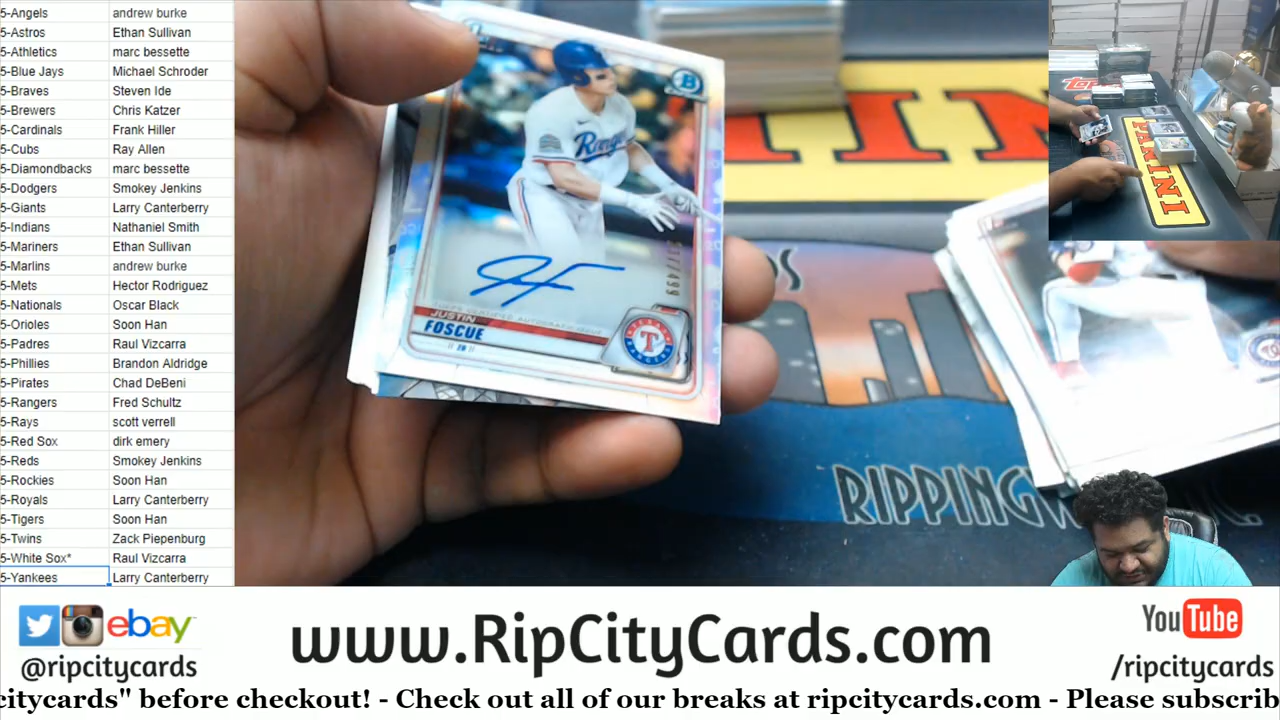 5-Angels andrew burke
5-Astros Ethan Sullivan
5-Athletics marc bessette
5-Blue Jays Michael Schroder
5-Braves Steven Ide
5-Brewers Chris Katzer
5-Cardinals Frank Hiller
5-Cubs Ray Allen
5-Diamondbacks marc bessette
5-Dodgers Smokey Jenkins
5-Giants Larry Canterberry
5-Indians Nathaniel Smith
5-Mariners Ethan Sullivan
5-Marlins andrew burke
5-Mets Hector Rodriguez
5-Nationals Oscar Black
5-Orioles Soon Han
5-Padres Raul Vizcarra
5-Phillies Brandon Aldridge
5-Pirates Chad DeBeni
5-Rangers Fred Schultz
5-Rays scott verrell
5-Red Sox dirk emery
5-Reds Smokey Jenkins
5-Rockies Soon Han
5-Royals Larry Canterberry
5-Tigers Soon Han
5-Twins Zack Piepenburg
5-White Sox* Raul Vizcarra
5-Yankees Larry Canterberry
B
Rangers
TOPPS CERTIFIED AUTOGRAPH ISSUE
JUSTIN
FOSCUE
// 2B //
T
PANINI
RIPPING
ebay
@ripcitycards
www.RipCityCards.com
YouTube
/ripcitycards
citycards" before checkout! - Check out all of our breaks at ripcitycards.com - Please subscrib